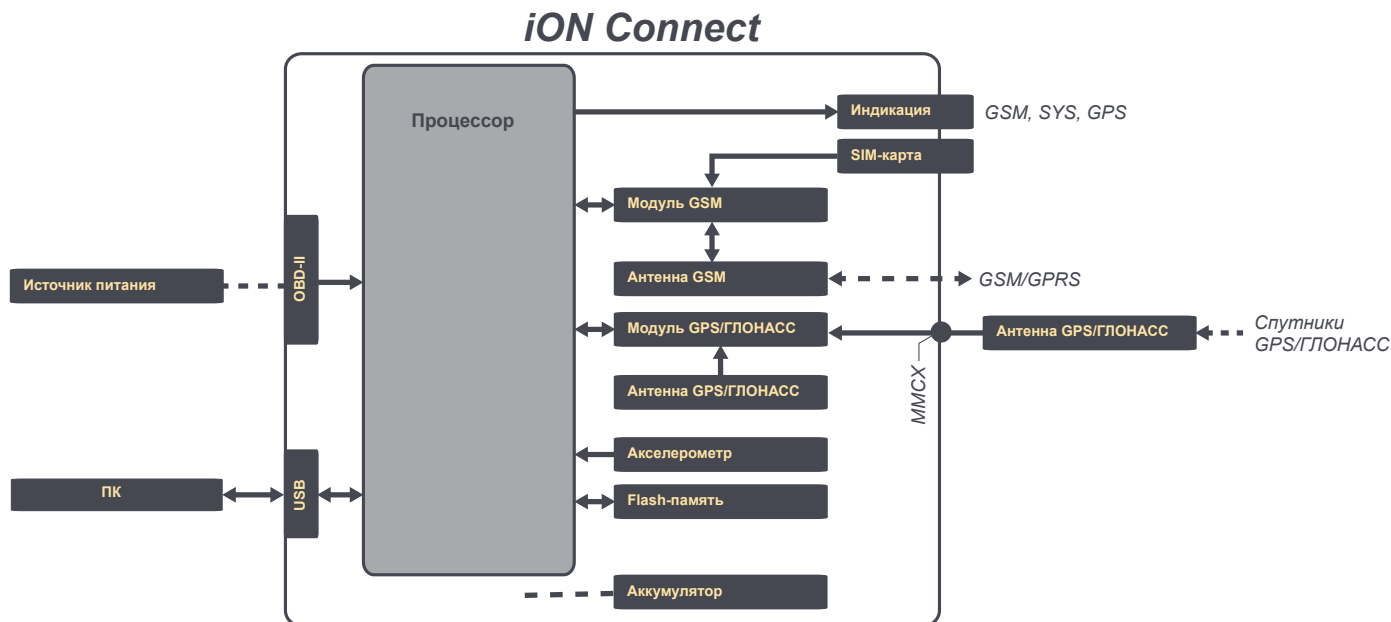 iON Connect
Процессор
Индикация
GSM, SYS, GPS
SIM-карта
Модуль GSM
OBD-II
Источник питания
Антенна GSM
GSM/GPRS
Модуль GPS/ГЛОНАСС
Антенна GPS/ГЛОНАСС
Спутники
GPS/ГЛОНАСС
MMCX
Антенна GPS/ГЛОНАСС
Акселерометр
ПК
USB
Flash-память
Аккумулятор